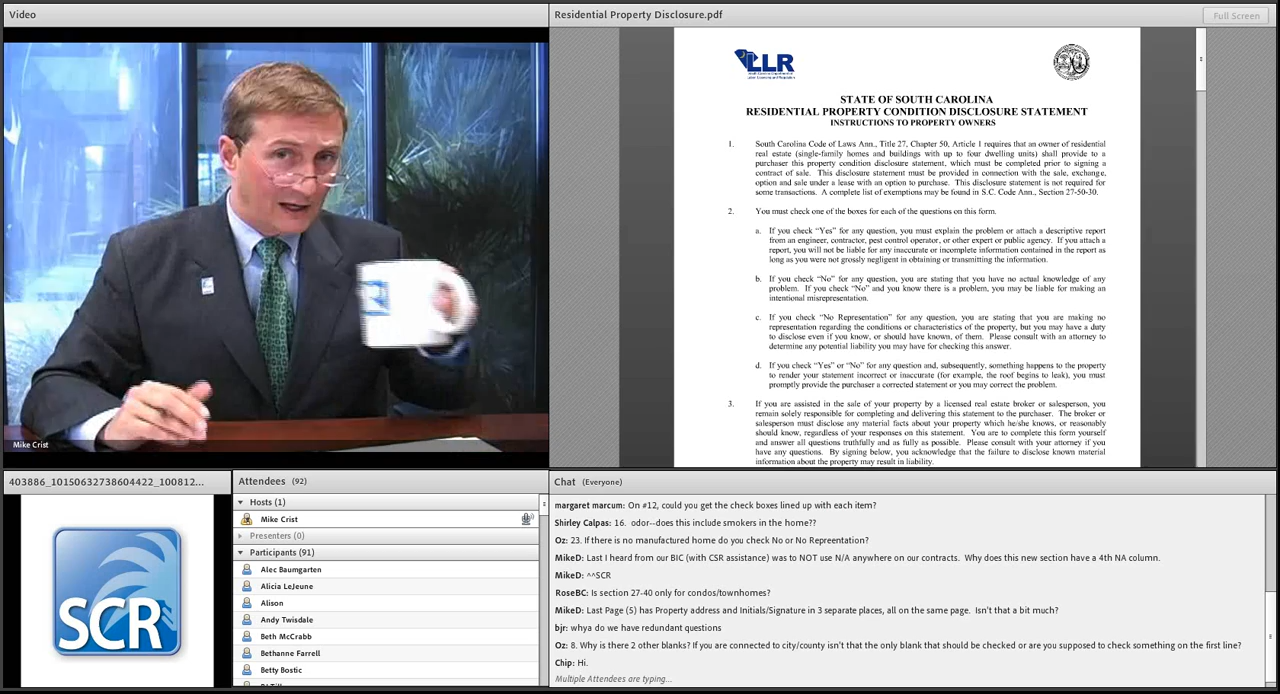 Video
Mike Crist
Residential Property Disclosure.pdf
Full Screen
LLR
STATE OF SOUTH CAROLINA
RESIDENTIAL PROPERTY CONDITION DISCLOSURE STATEMENT
INSTRUCTIONS TO PROPERTY OWNERS
1. South Carolina Code of Laws Ann., Title 27, Chapter 50, Article 1 requires that an owner of residential
real estate (single-family homes and buildings with up to four dwelling units) shall provide to a
purchaser this property condition disclosure statement, which must be completed prior to signing a
contract of sale. This disclosure statement must be provided in connection with the sale, exchange,
option and sale under a lease with an option to purchase. This disclosure statement is not required for
some transactions. A complete list of exemptions may be found in S.C. Code Ann., Section 27-50-30.
2. You must check one of the boxes for each of the questions on this form.
a. If you check “Yes” for any question, you must explain the problem or attach a descriptive report
from an engineer, contractor, pest control operator, or other expert or public agency. If you attach a
report, you will not be liable for any inaccurate or incomplete information contained in the report as
long as you were not grossly negligent in obtaining or transmitting the information.
b. If you check “No” for any question, you are stating that you have no actual knowledge of any
problem. If you check “No” and you know there is a problem, you may be liable for making an
intentional misrepresentation.
c. If you check “No Representation” for any question, you are stating that you are making no
representation regarding the conditions or characteristics of the property, but you may have a duty
to disclose even if you know, or should have known, of them. Please consult with an attorney to
determine any potential liability you may have for checking this answer.
d. If you check “Yes” or “No” for any question and, subsequently, something happens to the property
to render your statement incorrect or inaccurate (for example, the roof begins to leak), you must
promptly provide the purchaser a corrected statement or you may correct the problem.
3. If you are assisted in the sale of your property by a licensed real estate broker or salesperson, you
remain solely responsible for completing and delivering this statement to the purchaser. The broker or
salesperson must disclose any material facts about your property which he/she knows, or reasonably
should know, regardless of your responses on this statement. You are to complete this form yourself
and answer all questions truthfully and as fully as possible. Please consult with your attorney if you
have any questions. By signing below, you acknowledge that the failure to disclose known material
information about the property may result in liability.
403886_10150632738604422_100812...
SCR
Attendees (92)
Hosts (1)
Mike Crist
Presenters (0)
Participants (91)
Alec Baumgarten
Alicia LeJeune
Alison
Andy Twisdale
Beth McCrabb
Bethanne Farrell
Betty Bostic
Chat (Everyone)
margaret marcum: On #12, could you get the check boxes lined up with each item?
Shirley Calpas: 16. odor--does this include smokers in the home??
Oz: 23. If there is no manufactured home do you check No or No Repreentation?
MikeD: Last I heard from our BIC (with CSR assistance) was to NOT use N/A anywhere on our contracts. Why does this new section have a 4th NA column.
MikeD: ^^SCR
RoseBC: Is section 27-40 only for condos/townhomes?
MikeD: Last Page (5) has Property address and Initials/Signature in 3 separate places, all on the same page. Isn't that a bit much?
bjr: whya do we have redundant questions
Oz: 8. Why is there 2 other blanks? If you are connected to city/county isn't that the only blank that should be checked or are you supposed to check something on the first line?
Chip: Hi.
Multiple Attendees are typing...